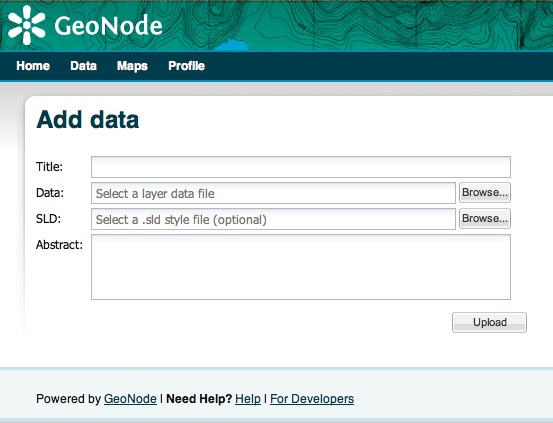 GeoNode
Home Data Maps Profile
Add data
Title:
Data: Select a layer data file Browse...
SLD: Select a .sld style file (optional) Browse...
Abstract:
Upload
Powered by GeoNode | Need Help? Help | For Developers